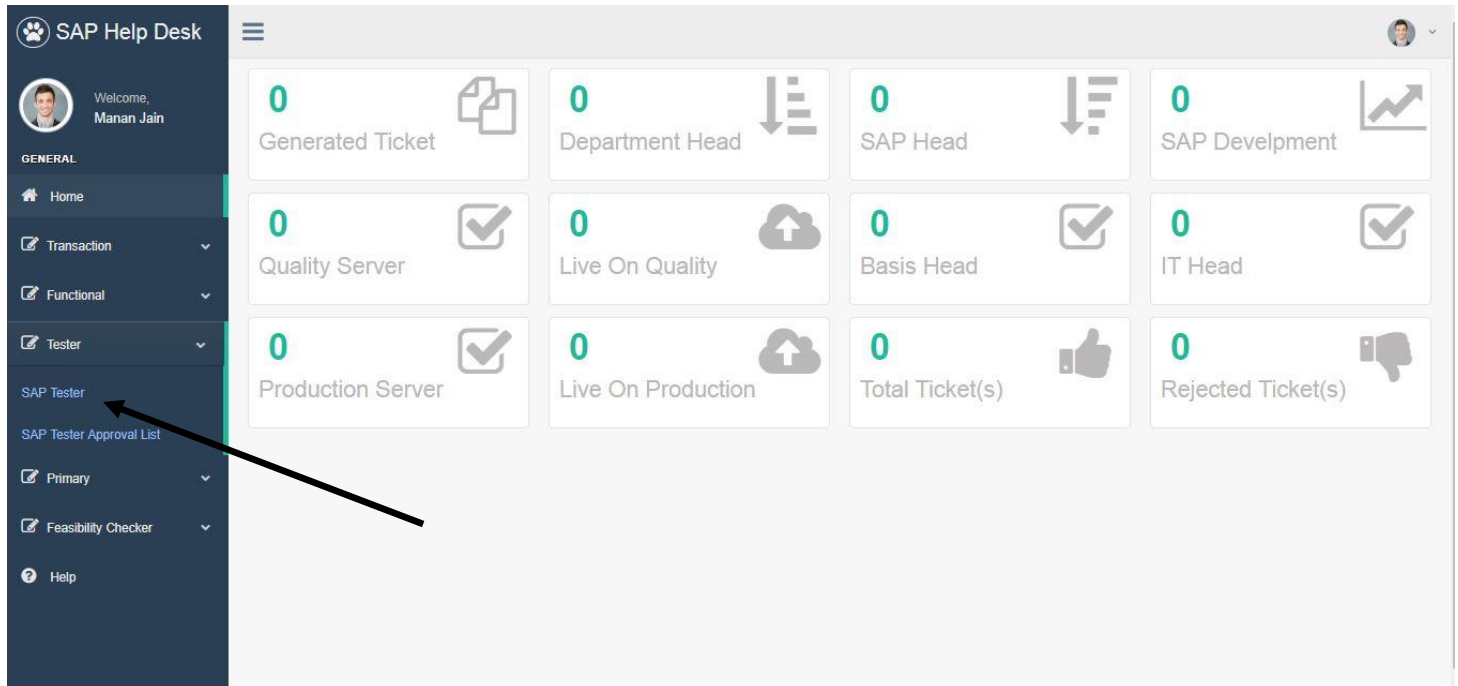 SAP Help Desk
Welcome,
Manan Jain
GENERAL
Home
Transaction
Functional
Tester
SAP Tester
SAP Tester Approval List
Primary
Feasibility Checker
Help
0
Generated Ticket
0
Department Head
0
SAP Head
0
SAP Develpment
0
Quality Server
0
Live On Quality
0
Basis Head
0
IT Head
0
Production Server
0
Live On Production
0
Total Ticket(s)
0
Rejected Ticket(s)